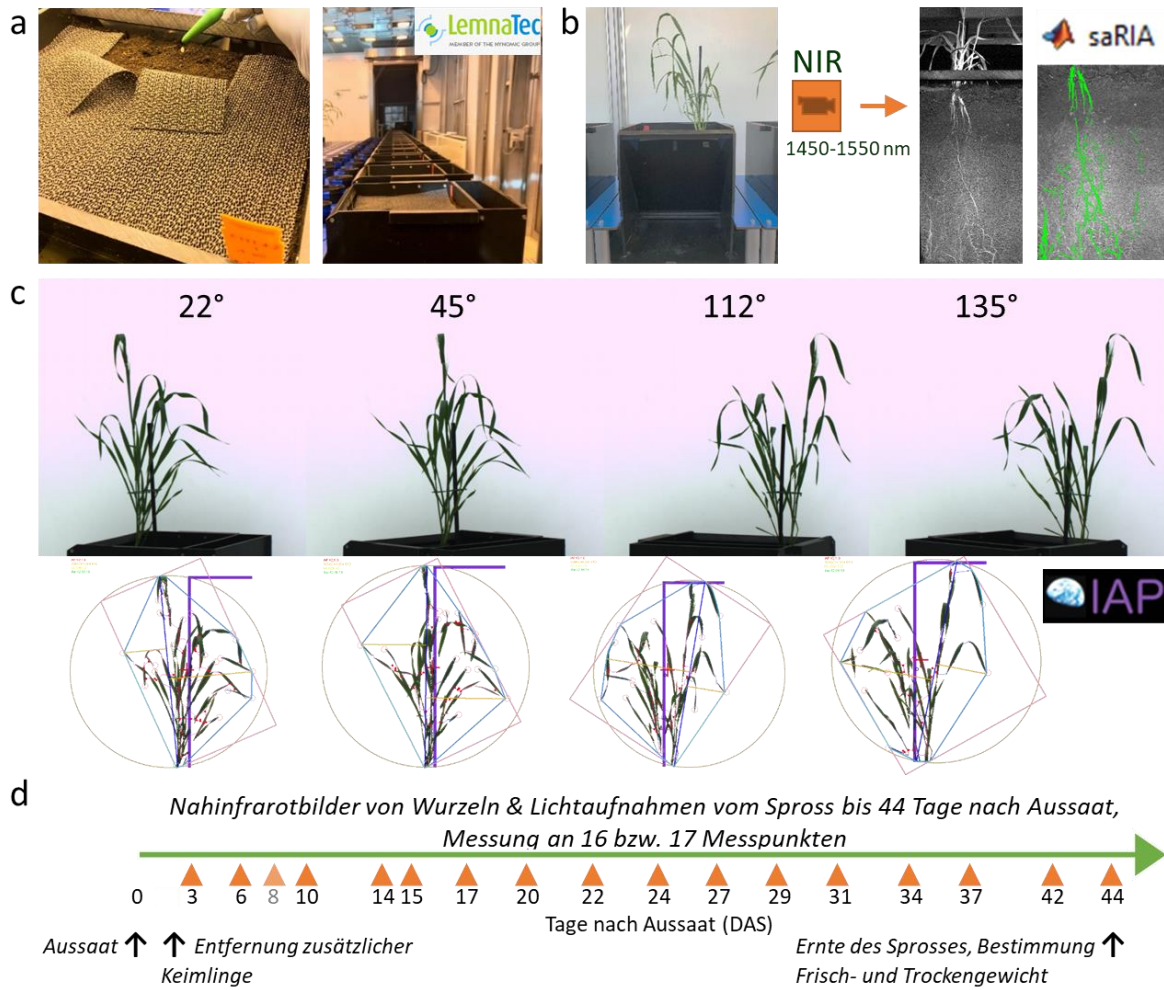 a
LemnaTec
MEMBER OF THE NYNOMIC GROUP
b
NIR
1450-1550 nm
saRIA
c
22°
45°
112°
135°
IAP
d
Nahinfrarotbilder von Wurzeln & Lichtaufnahmen vom Spross bis 44 Tage nach Aussaat,
Messung an 16 bzw. 17 Messpunkten
0 3 6 8 10 14 15 17 20 22 24 27 29 31 34 37 42 44
Tage nach Aussaat (DAS)
Aussaat ↑ ↑ Entfernung zusätzlicher
Keimlinge
Ernte des Sprosses, Bestimmung ↑
Frisch- und Trockengewicht